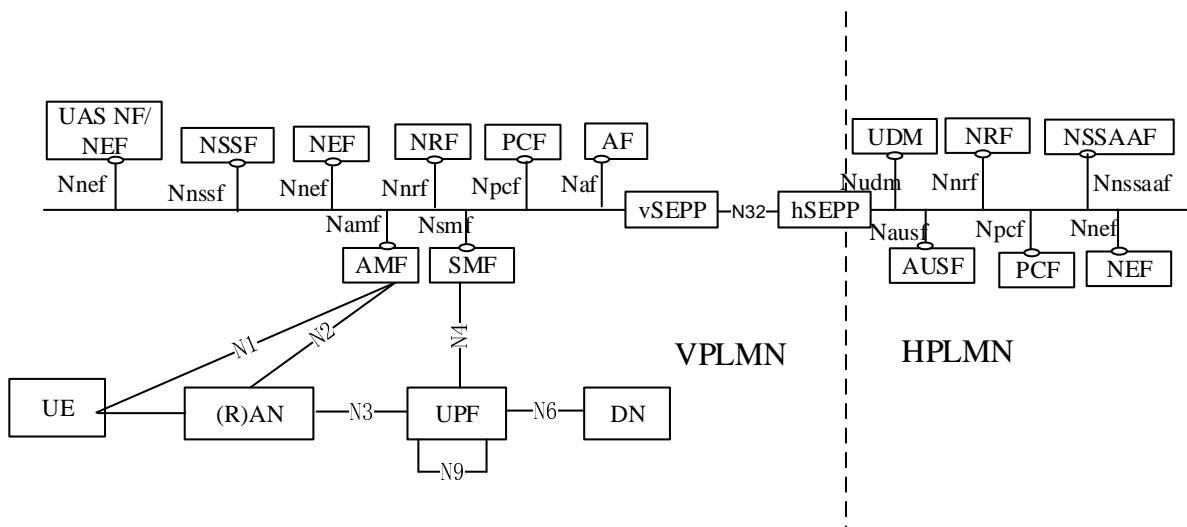 UAS NF/
NEF
NSSF
NEF
NRF
PCF
AF
UDM
NRF
NSSAAF
Nnef
Nnssf
Nnef
Nnrf
Npcf
Naf
Nudm
Nnrf
Nnssaaf
vSEPP
N32
hSEPP
Namf
Nsmf
Nausf
Npcf
Nnef
AMF
SMF
AUSF
PCF
NEF
N1
N2
N4
VPLMN
HPLMN
UE
(R)AN
N3
UPF
N6
DN
N9